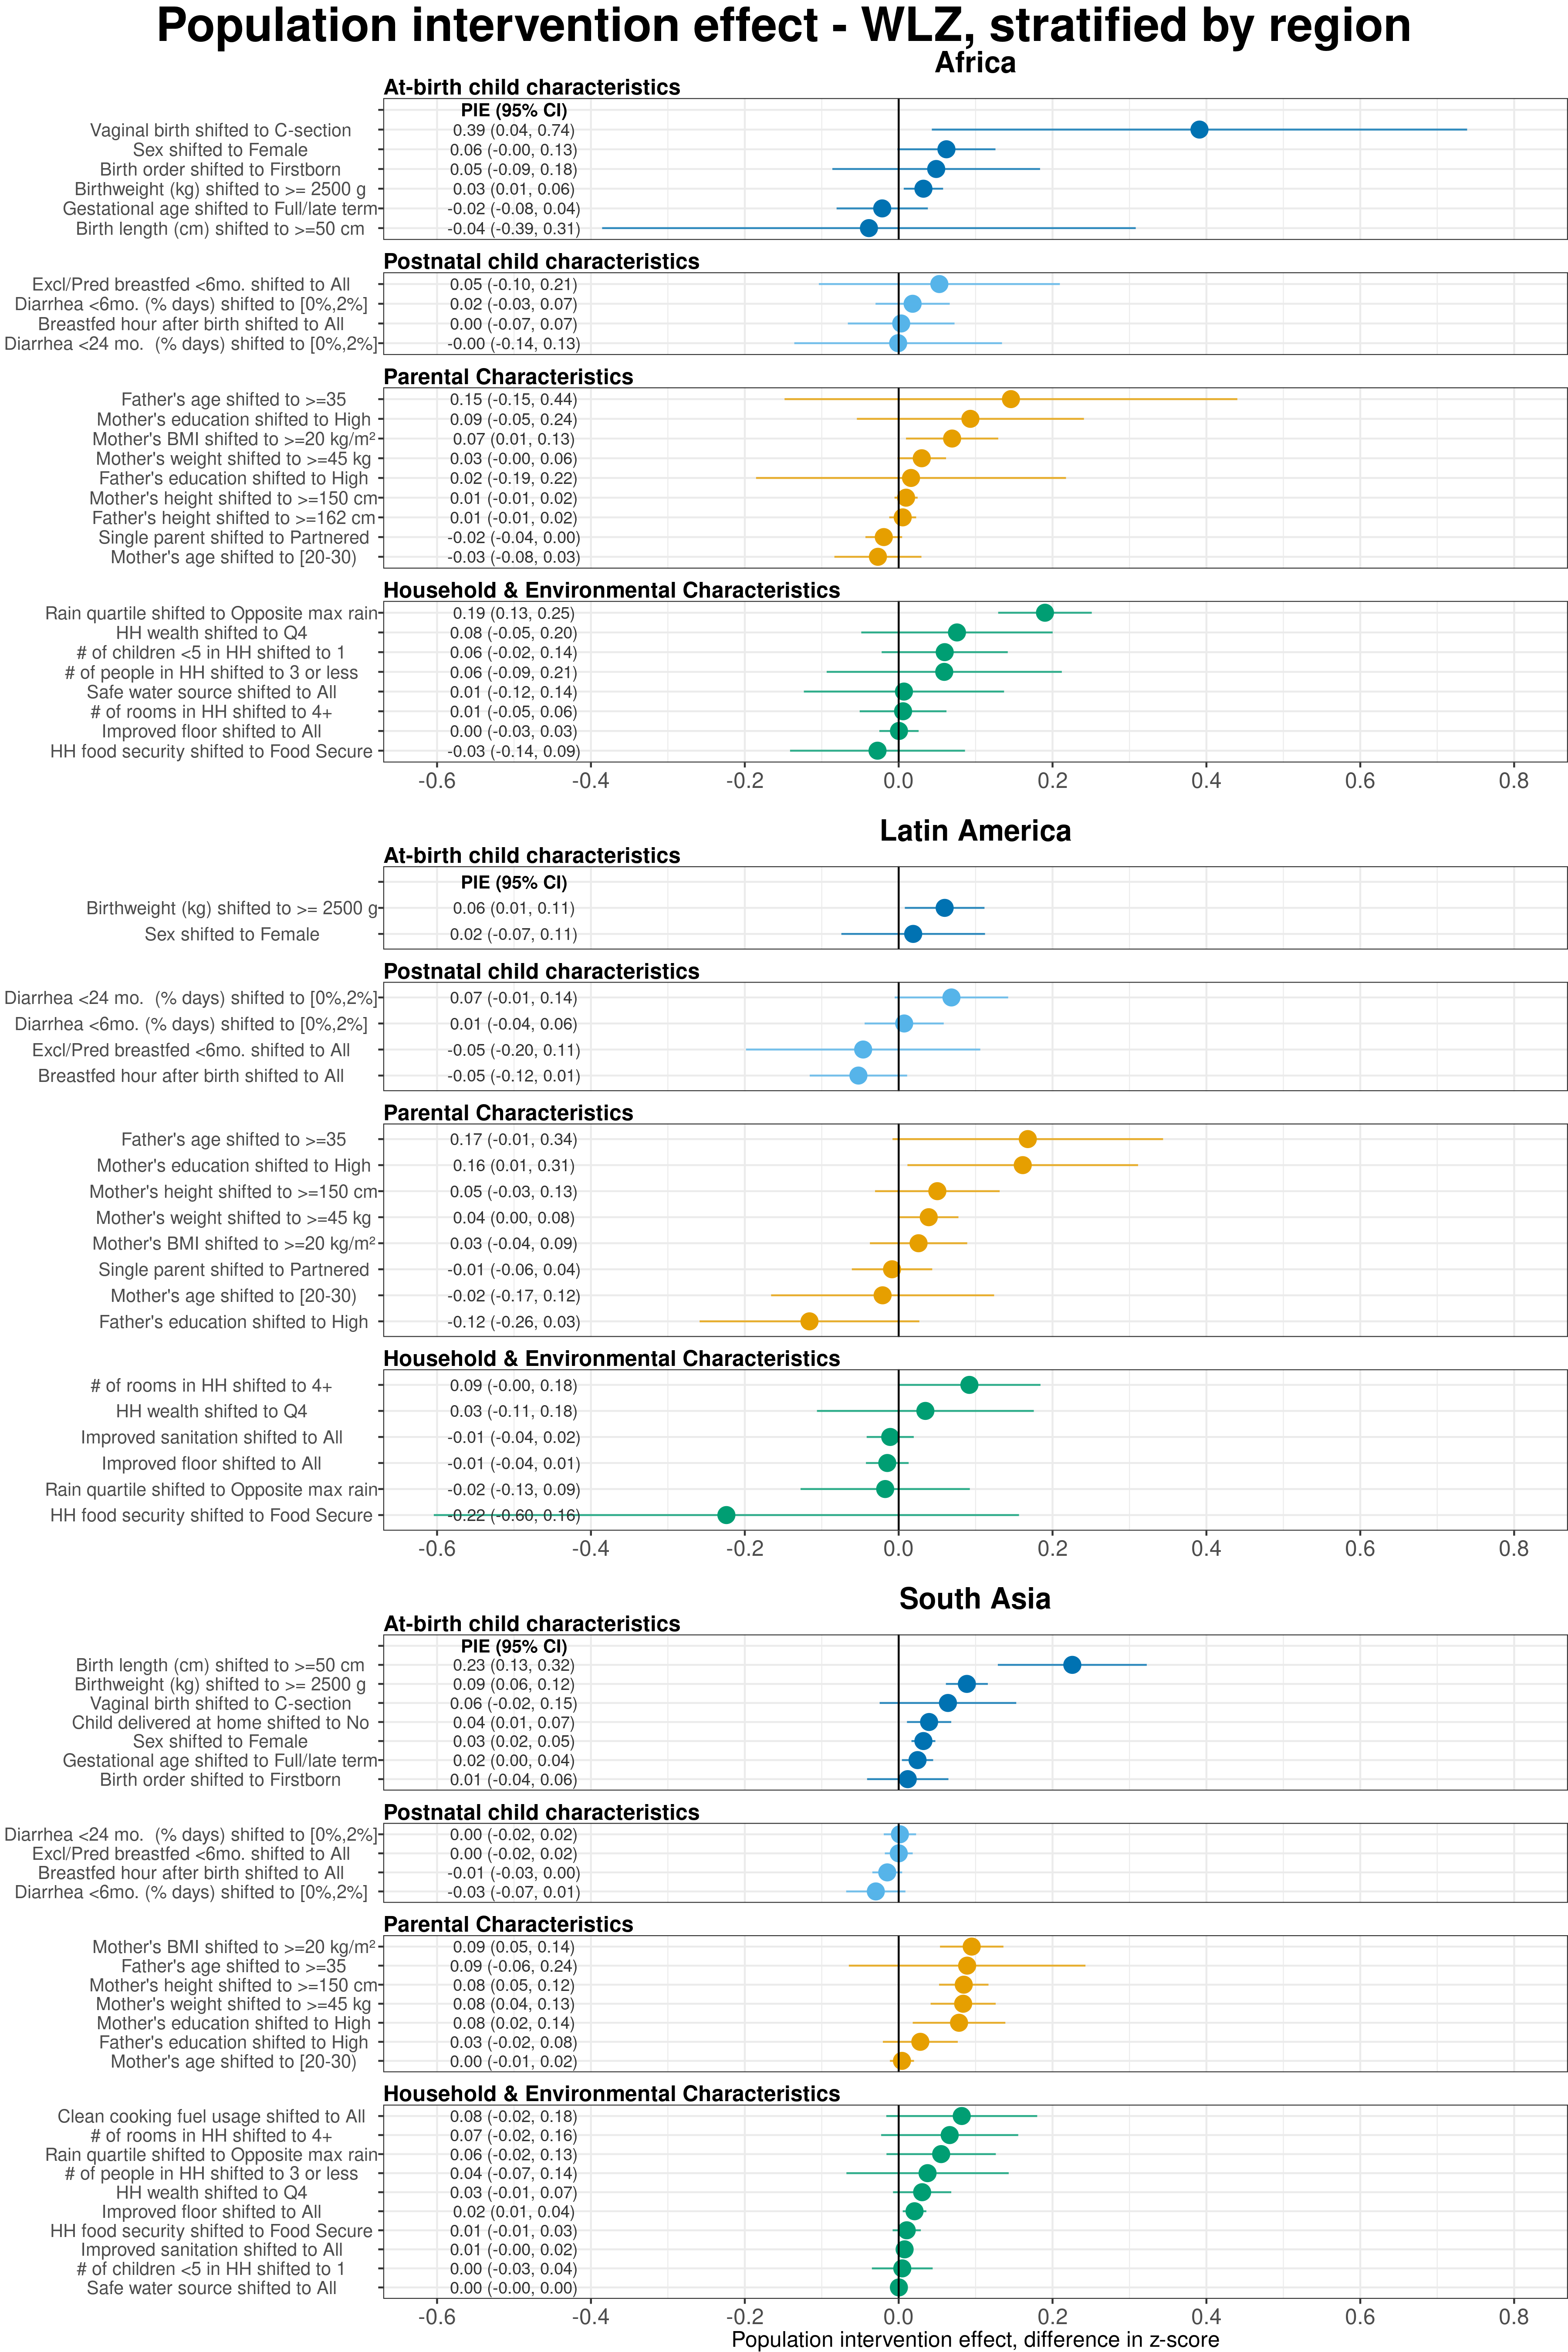 Population intervention effect - WLZ, stratified by region
Africa
At-birth child characteristics
PIE (95% CI)
Vaginal birth shifted to C-section 0.39 (0.04, 0.74)
Sex shifted to Female 0.06 (-0.00, 0.13)
Birth order shifted to Firstborn 0.05 (-0.09, 0.18)
Birthweight (kg) shifted to >= 2500 g 0.03 (0.01, 0.06)
Gestational age shifted to Full/late term -0.02 (-0.08, 0.04)
Birth length (cm) shifted to >=50 cm -0.04 (-0.39, 0.31)
Postnatal child characteristics
Excl/Pred breastfed <6mo. shifted to All 0.05 (-0.10, 0.21)
Diarrhea <6mo. (% days) shifted to [0%,2%] 0.02 (-0.03, 0.07)
Breastfed hour after birth shifted to All 0.00 (-0.07, 0.07)
Diarrhea <24 mo.  (% days) shifted to [0%,2%] -0.00 (-0.14, 0.13)
Parental Characteristics
Father's age shifted to >=35 0.15 (-0.15, 0.44)
Mother's education shifted to High 0.09 (-0.05, 0.24)
Mother's BMI shifted to >=20 kg/m² 0.07 (0.01, 0.13)
Mother's weight shifted to >=45 kg 0.03 (-0.00, 0.06)
Father's education shifted to High 0.02 (-0.19, 0.22)
Mother's height shifted to >=150 cm 0.01 (-0.01, 0.02)
Father's height shifted to >=162 cm 0.01 (-0.01, 0.02)
Single parent shifted to Partnered -0.02 (-0.04, 0.00)
Mother's age shifted to [20-30) -0.03 (-0.08, 0.03)
Household & Environmental Characteristics
Rain quartile shifted to Opposite max rain 0.19 (0.13, 0.25)
HH wealth shifted to Q4 0.08 (-0.05, 0.20)
# of children <5 in HH shifted to 1 0.06 (-0.02, 0.14)
# of people in HH shifted to 3 or less 0.06 (-0.09, 0.21)
Safe water source shifted to All 0.01 (-0.12, 0.14)
# of rooms in HH shifted to 4+ 0.01 (-0.05, 0.06)
Improved floor shifted to All 0.00 (-0.03, 0.03)
HH food security shifted to Food Secure -0.03 (-0.14, 0.09)
-0.6 -0.4 -0.2 0.0 0.2 0.4 0.6 0.8
Latin America
At-birth child characteristics
PIE (95% CI)
Birthweight (kg) shifted to >= 2500 g 0.06 (0.01, 0.11)
Sex shifted to Female 0.02 (-0.07, 0.11)
Postnatal child characteristics
Diarrhea <24 mo.  (% days) shifted to [0%,2%] 0.07 (-0.01, 0.14)
Diarrhea <6mo. (% days) shifted to [0%,2%] 0.01 (-0.04, 0.06)
Excl/Pred breastfed <6mo. shifted to All -0.05 (-0.20, 0.11)
Breastfed hour after birth shifted to All -0.05 (-0.12, 0.01)
Parental Characteristics
Father's age shifted to >=35 0.17 (-0.01, 0.34)
Mother's education shifted to High 0.16 (0.01, 0.31)
Mother's height shifted to >=150 cm 0.05 (-0.03, 0.13)
Mother's weight shifted to >=45 kg 0.04 (0.00, 0.08)
Mother's BMI shifted to >=20 kg/m² 0.03 (-0.04, 0.09)
Single parent shifted to Partnered -0.01 (-0.06, 0.04)
Mother's age shifted to [20-30) -0.02 (-0.17, 0.12)
Father's education shifted to High -0.12 (-0.26, 0.03)
Household & Environmental Characteristics
# of rooms in HH shifted to 4+ 0.09 (-0.00, 0.18)
HH wealth shifted to Q4 0.03 (-0.11, 0.18)
Improved sanitation shifted to All -0.01 (-0.04, 0.02)
Improved floor shifted to All -0.01 (-0.04, 0.01)
Rain quartile shifted to Opposite max rain -0.02 (-0.13, 0.09)
HH food security shifted to Food Secure -0.22 (-0.60, 0.16)
-0.6 -0.4 -0.2 0.0 0.2 0.4 0.6 0.8
South Asia
At-birth child characteristics
PIE (95% CI)
Birth length (cm) shifted to >=50 cm 0.23 (0.13, 0.32)
Birthweight (kg) shifted to >= 2500 g 0.09 (0.06, 0.12)
Vaginal birth shifted to C-section 0.06 (-0.02, 0.15)
Child delivered at home shifted to No 0.04 (0.01, 0.07)
Sex shifted to Female 0.03 (0.02, 0.05)
Gestational age shifted to Full/late term 0.02 (0.00, 0.04)
Birth order shifted to Firstborn 0.01 (-0.04, 0.06)
Postnatal child characteristics
Diarrhea <24 mo.  (% days) shifted to [0%,2%] 0.00 (-0.02, 0.02)
Excl/Pred breastfed <6mo. shifted to All 0.00 (-0.02, 0.02)
Breastfed hour after birth shifted to All -0.01 (-0.03, 0.00)
Diarrhea <6mo. (% days) shifted to [0%,2%] -0.03 (-0.07, 0.01)
Parental Characteristics
Mother's BMI shifted to >=20 kg/m² 0.09 (0.05, 0.14)
Father's age shifted to >=35 0.09 (-0.06, 0.24)
Mother's height shifted to >=150 cm 0.08 (0.05, 0.12)
Mother's weight shifted to >=45 kg 0.08 (0.04, 0.13)
Mother's education shifted to High 0.08 (0.02, 0.14)
Father's education shifted to High 0.03 (-0.02, 0.08)
Mother's age shifted to [20-30) 0.00 (-0.01, 0.02)
Household & Environmental Characteristics
Clean cooking fuel usage shifted to All 0.08 (-0.02, 0.18)
# of rooms in HH shifted to 4+ 0.07 (-0.02, 0.16)
Rain quartile shifted to Opposite max rain 0.06 (-0.02, 0.13)
# of people in HH shifted to 3 or less 0.04 (-0.07, 0.14)
HH wealth shifted to Q4 0.03 (-0.01, 0.07)
Improved floor shifted to All 0.02 (0.01, 0.04)
HH food security shifted to Food Secure 0.01 (-0.01, 0.03)
Improved sanitation shifted to All 0.01 (-0.00, 0.02)
# of children <5 in HH shifted to 1 0.00 (-0.03, 0.04)
Safe water source shifted to All 0.00 (-0.00, 0.00)
-0.6 -0.4 -0.2 0.0 0.2 0.4 0.6 0.8
Population intervention effect, difference in z-score